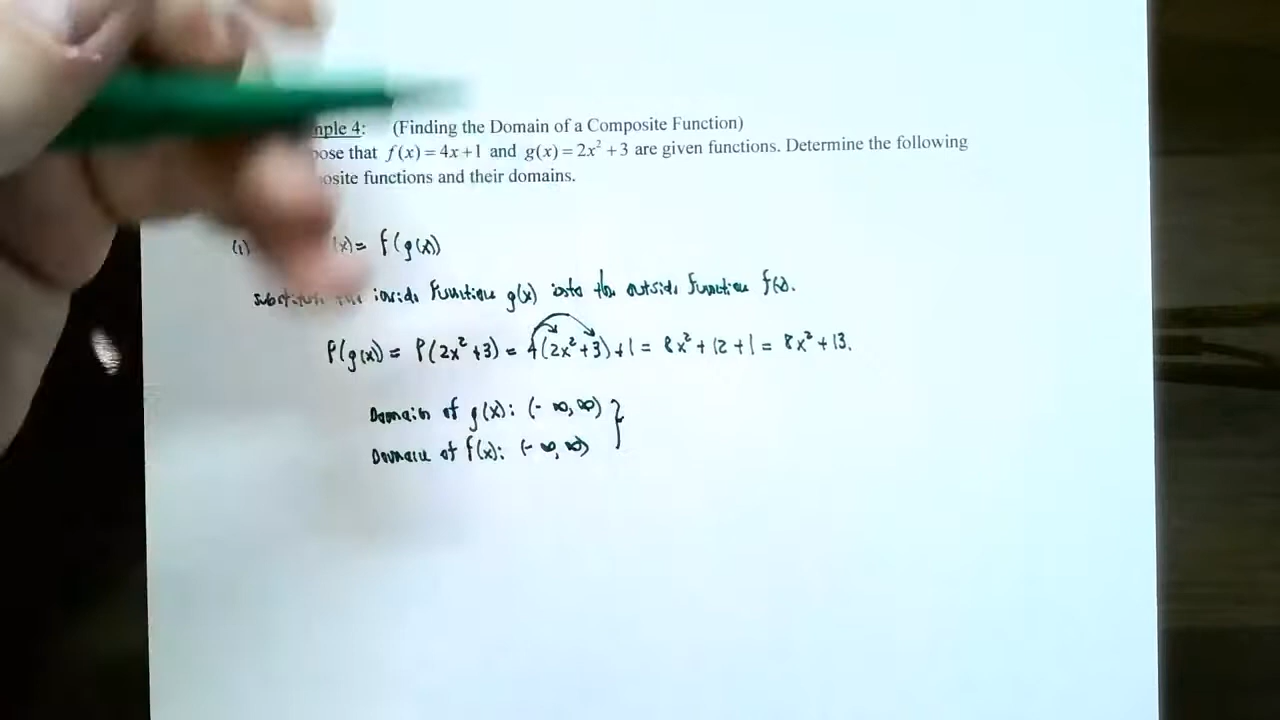 mple 4: (Finding the Domain of a Composite Function)
pose that f(x) = 4x + 1 and g(x) = 2x² + 3 are given functions. Determine the following
osite functions and their domains.
(1) (x) = f(g(x))
substitute the inside function g(x) into the outside function f(x).
f(g(x)) = f(2x² + 3) = 4(2x² + 3) + 1 = 8x² + 12 + 1 = 8x² + 13.
Domain of g(x): (-∞, ∞) }
Domain of f(x): (-∞, ∞)